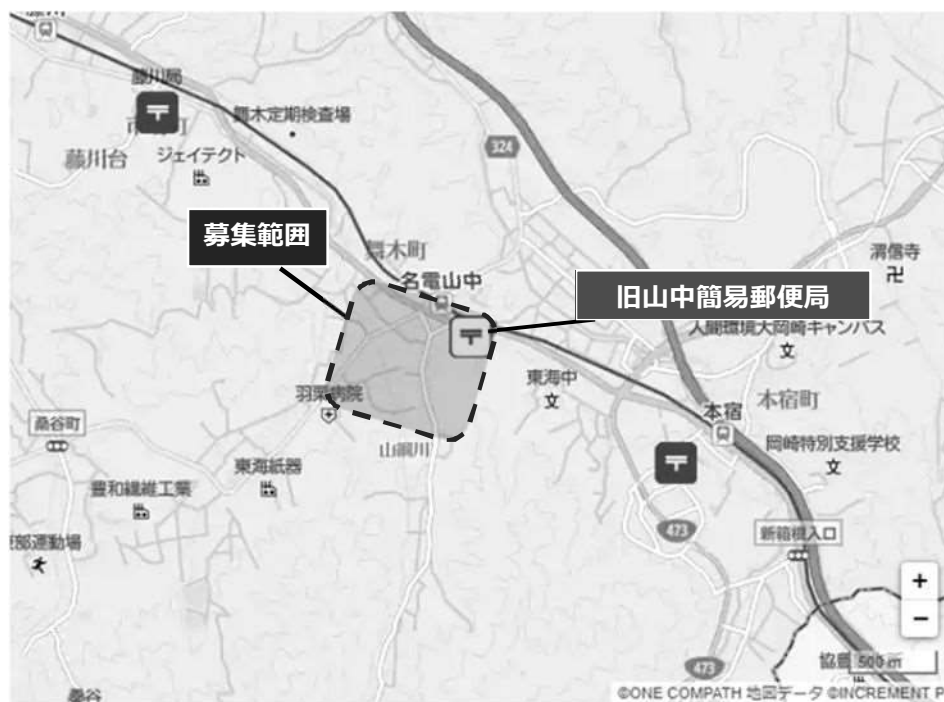 藤川局
舞木定期検査場
藤川台
ジェイテクト
324
募集範囲
舞木町
渭信寺
名電山中
旧山中簡易郵便局
人間環境大岡崎キャンパス
東海中
羽栗病院
本宿町
本宿
桑谷町
山綱川
岡崎特別支援学校
東海紙器
豊和繊維工業
473
新箱根入口
部運動場
+
−
473
500m
桑谷
©ONE COMPATH 地図データ ©INCREMENT P